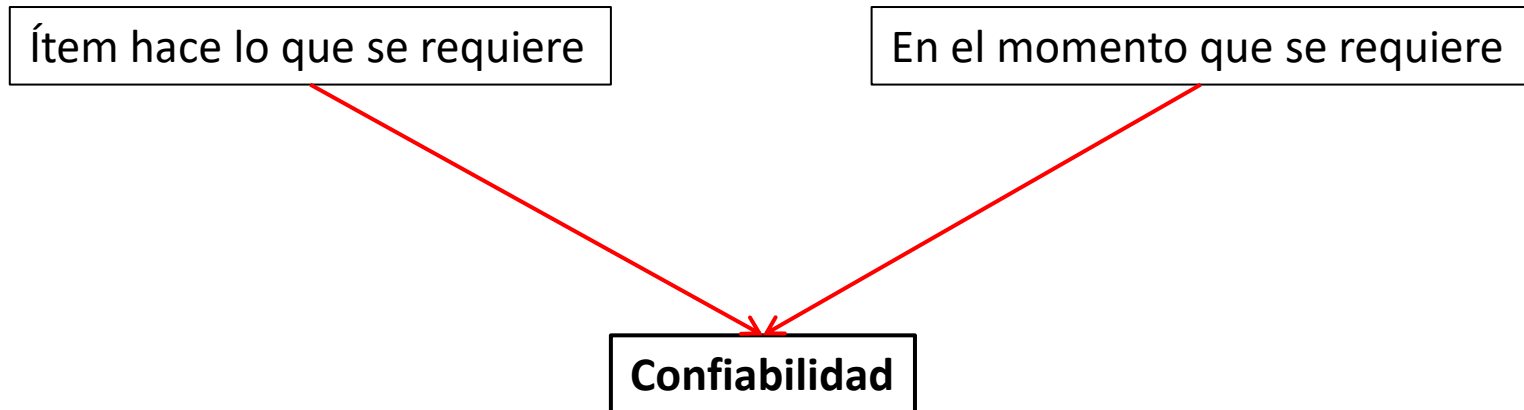 Ítem hace lo que se requiere
En el momento que se requiere
Confiabilidad